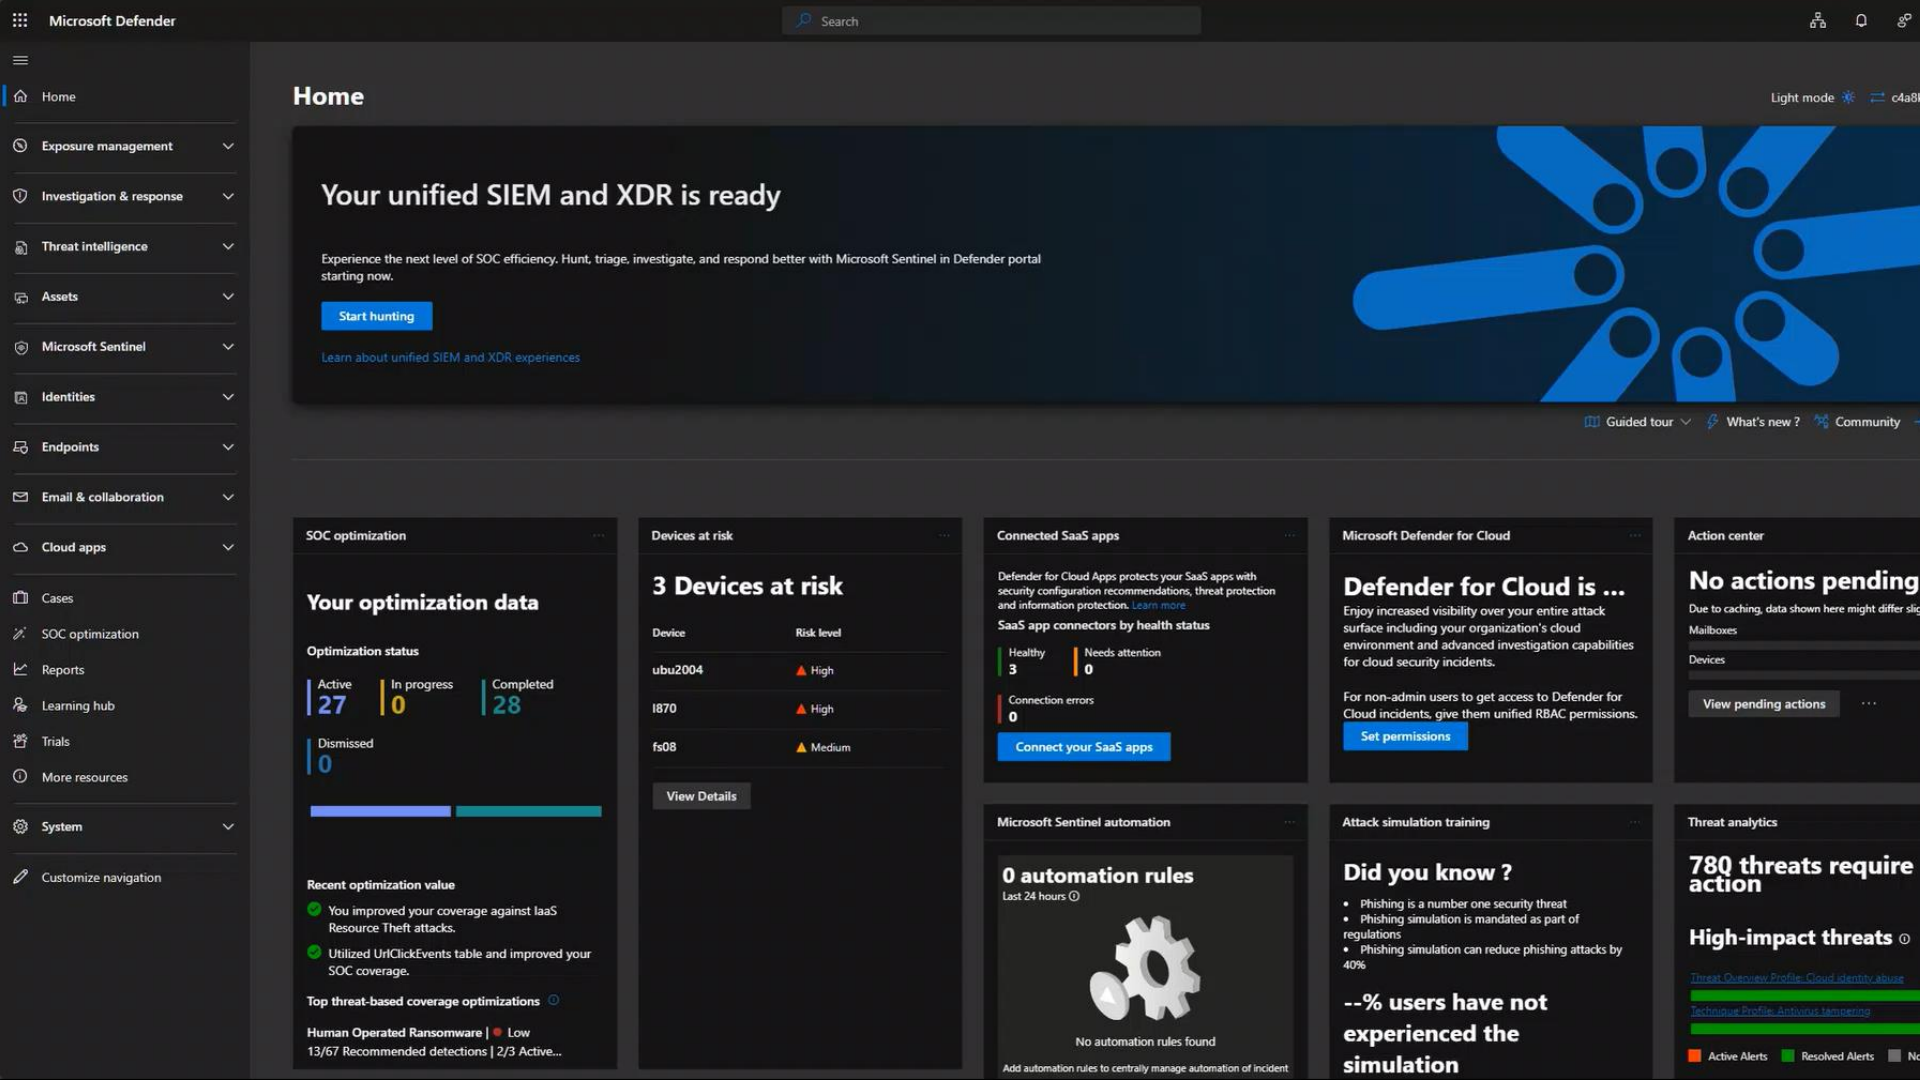 Microsoft Defender
Search
Home
Exposure management
Investigation & response
Threat intelligence
Assets
Microsoft Sentinel
Identities
Endpoints
Email & collaboration
Cloud apps
Cases
SOC optimization
Reports
Learning hub
Trials
More resources
System
Customize navigation
Home
Light mode
c4a8
Your unified SIEM and XDR is ready
Experience the next level of SOC efficiency. Hunt, triage, investigate, and respond better with Microsoft Sentinel in Defender portal
starting now.
Start hunting
Learn about unified SIEM and XDR experiences
Guided tour
What's new ?
Community
SOC optimization
Your optimization data
Optimization status
Active
27
In progress
0
Completed
28
Dismissed
0
Recent optimization value
You improved your coverage against IaaS
Resource Theft attacks.
Utilized UrlClickEvents table and improved your
SOC coverage.
Top threat-based coverage optimizations
Human Operated Ransomware | Low
13/67 Recommended detections | 2/3 Active...
Devices at risk
3 Devices at risk
Device Risk level
ubu2004 High
l870 High
fs08 Medium
View Details
Connected SaaS apps
Defender for Cloud Apps protects your SaaS apps with
security configuration recommendations, threat protection
and information protection. Learn more
SaaS app connectors by health status
Healthy
3
Needs attention
0
Connection errors
0
Connect your SaaS apps
Microsoft Sentinel automation
0 automation rules
Last 24 hours
No automation rules found
Add automation rules to centrally manage automation of incident
Microsoft Defender for Cloud
Defender for Cloud is ...
Enjoy increased visibility over your entire attack
surface including your organization's cloud
environment and advanced investigation capabilities
for cloud security incidents.
For non-admin users to get access to Defender for
Cloud incidents, give them unified RBAC permissions.
Set permissions
Attack simulation training
Did you know ?
• Phishing is a number one security threat
• Phishing simulation is mandated as part of
regulations
• Phishing simulation can reduce phishing attacks by
40%
--% users have not
experienced the
simulation
Action center
No actions pending
Due to caching, data shown here might differ
Mailboxes
Devices
View pending actions
...
Threat analytics
780 threats require
action
High-impact threats
Threat Overview Profile: Cloud identity abuse
Technique Profile: Antivirus tampering
Active Alerts
Resolved Alerts